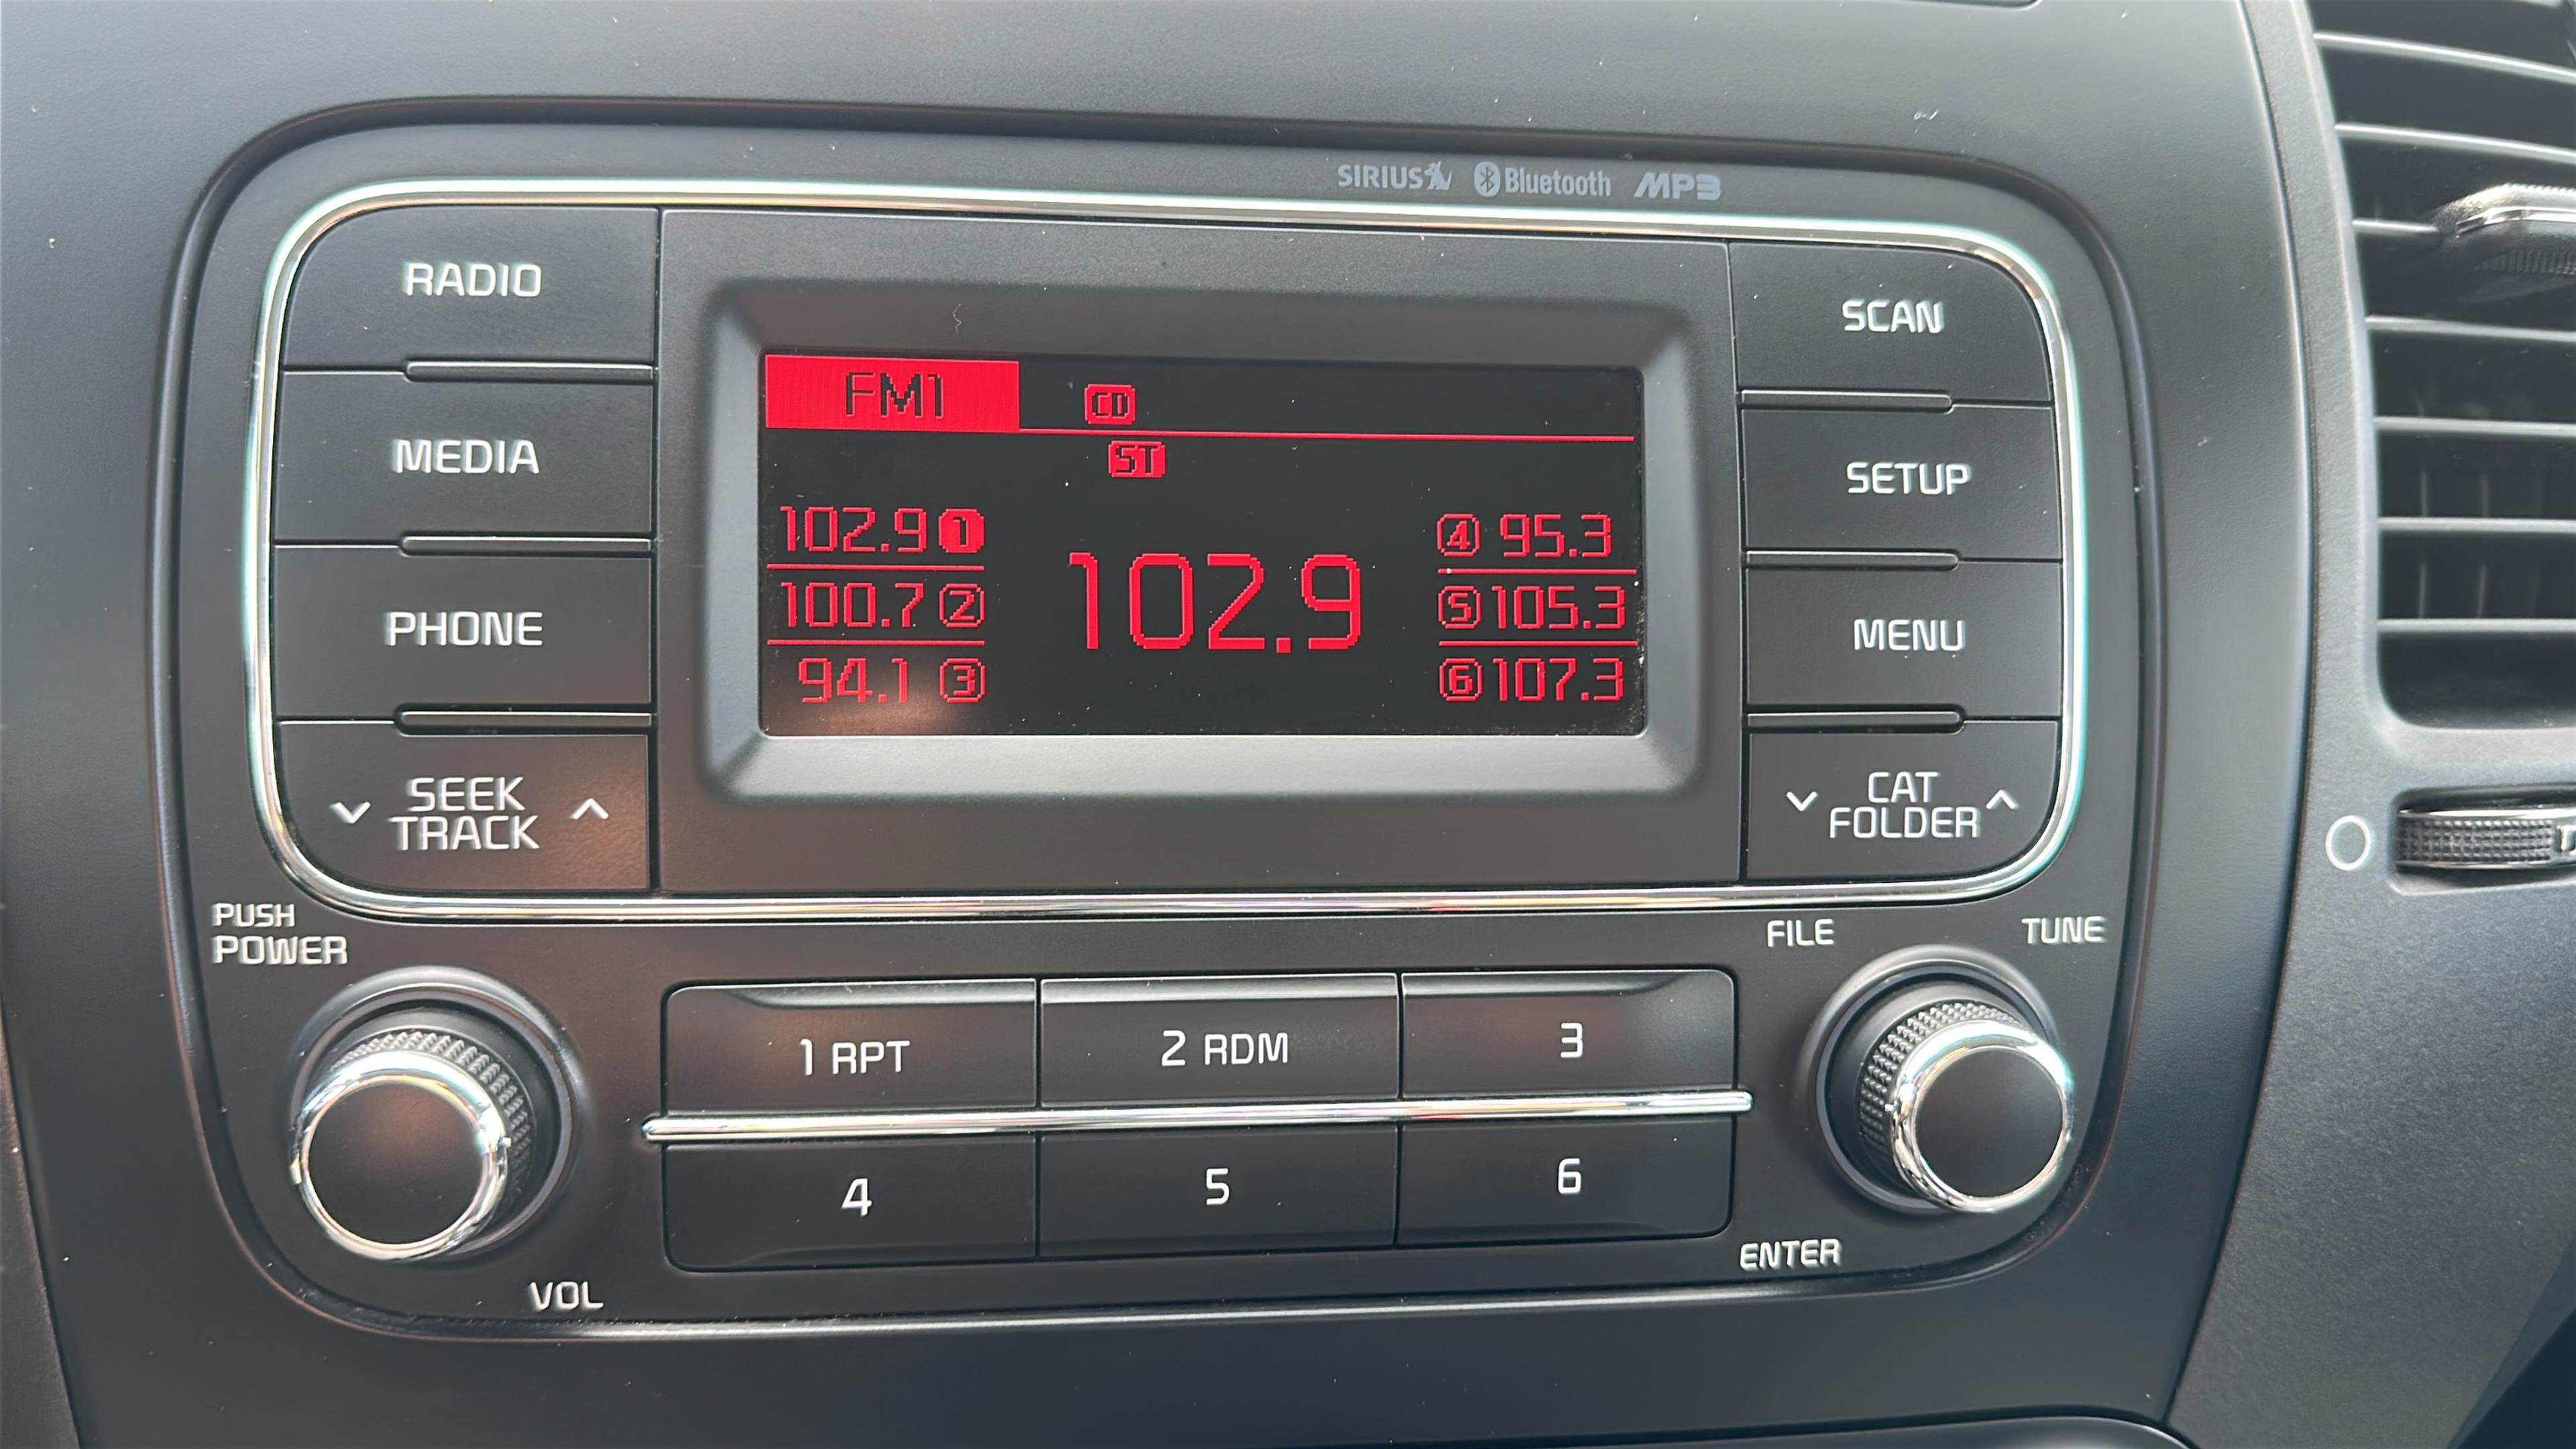 SIRIUS Bluetooth MP3
RADIO
MEDIA
PHONE
SEEK
TRACK
FM1 CD
ST
102.9 1
100.7 2
94.1 3
102.9
4 95.3
5 105.3
6 107.3
SCAN
SETUP
MENU
CAT
FOLDER
PUSH
POWER
VOL
1 RPT
2 RDM
3
4
5
6
FILE
TUNE
ENTER